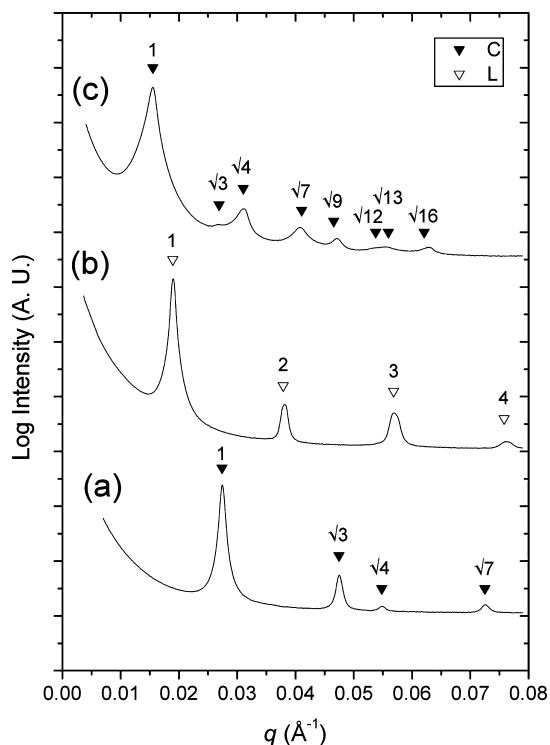 1
C
L
(c)
√3
√4
√7
√9
√12
√13
√16
1
(b)
2
3
4
1
(a)
√3
√4
√7
Log Intensity (A. U.)
0.00 0.01 0.02 0.03 0.04 0.05 0.06 0.07 0.08
q (Å⁻¹)